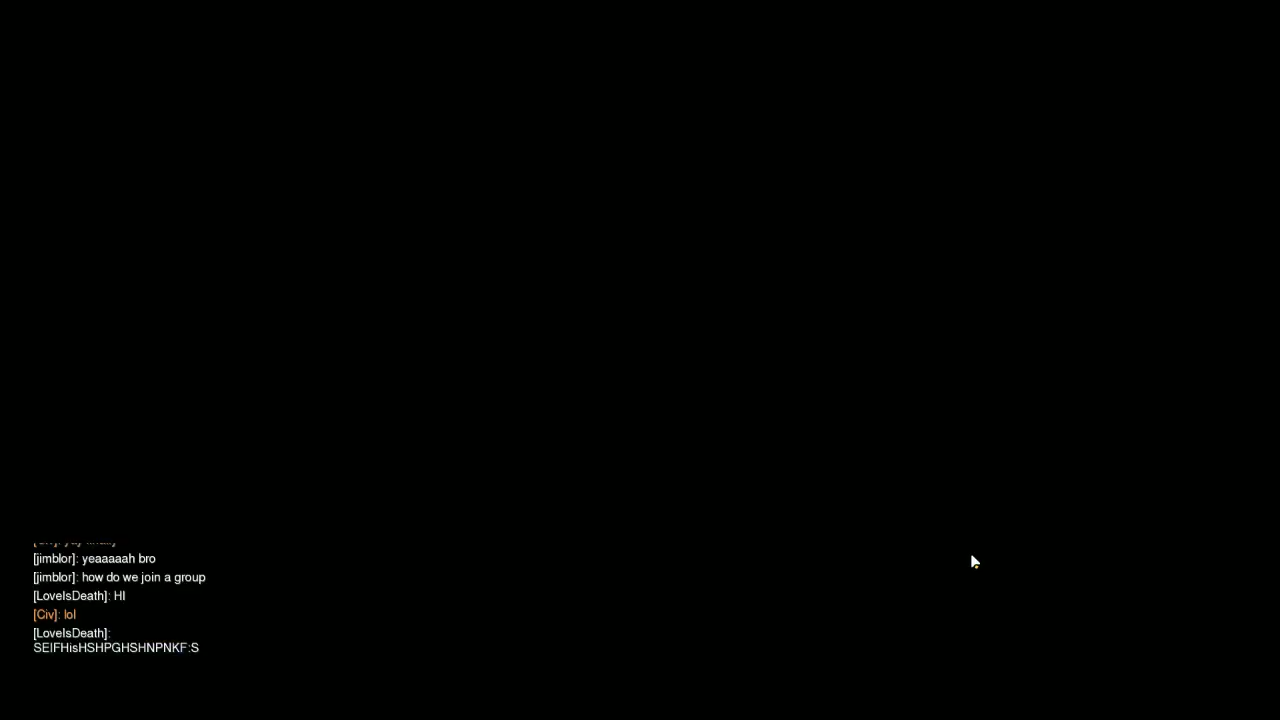 [jimblor]: yeaaaaah bro
[jimblor]: how do we join a group
[LoveIsDeath]: HI
[Civ]: lol
[LoveIsDeath]:
SEIFHisHSHPGHSHNPNKF:S